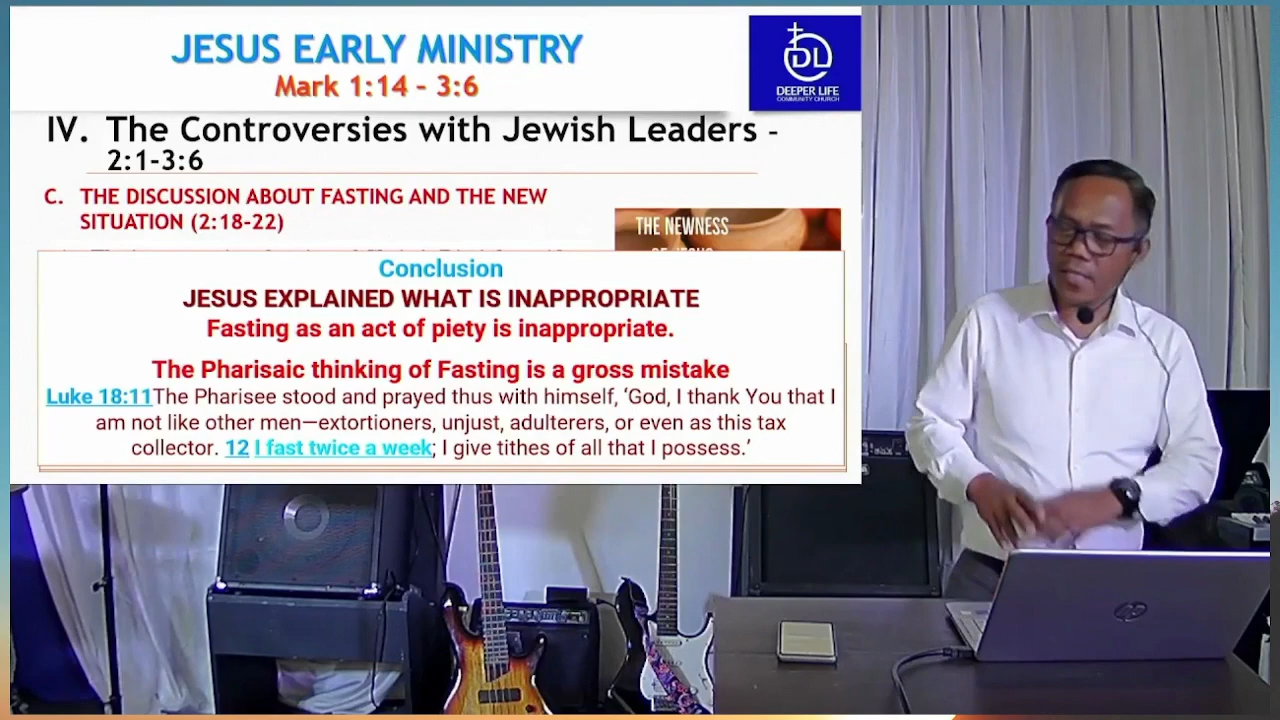 JESUS EARLY MINISTRY
Mark 1:14 - 3:6
DL
DEEPER LIFE
COMMUNITY CHURCH
IV. The Controversies with Jewish Leaders -
2:1-3:6
C. THE DISCUSSION ABOUT FASTING AND THE NEW
SITUATION (2:18-22)
THE NEWNESS
Conclusion
JESUS EXPLAINED WHAT IS INAPPROPRIATE
Fasting as an act of piety is inappropriate.
The Pharisaic thinking of Fasting is a gross mistake
Luke 18:11The Pharisee stood and prayed thus with himself, ‘God, I thank You that I
am not like other men—extortioners, unjust, adulterers, or even as this tax
collector. 12 I fast twice a week; I give tithes of all that I possess.’
hp